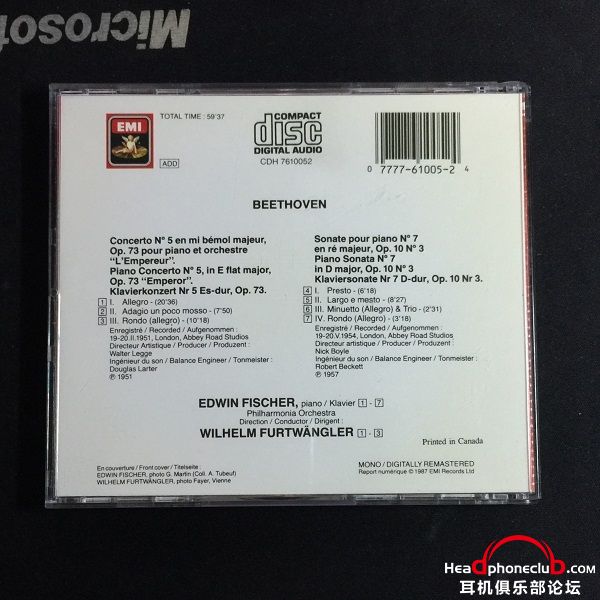 Microsof
EMI
TOTAL TIME : 59'37
ADD
COMPACT
disc
DIGITAL AUDIO
CDH 7610052
0 7777-61005-2 4
BEETHOVEN
Concerto N° 5 en mi bémol majeur,
Op. 73 pour piano et orchestre
"L'Empereur".
Piano Concerto N° 5, in E flat major,
Op. 73 "Emperor".
Klavierkonzert Nr 5 Es-dur, Op. 73.
1 I. Allegro - (20'36)
2 II. Adagio un poco mosso - (7'50)
3 III. Rondo (allegro) - (10'18)
Enregistré / Recorded / Aufgenommen :
19-20.II.1951, London, Abbey Road Studios
Directeur Artistique / Producer / Produzent :
Walter Legge
Ingénieur du son / Balance Engineer / Tonmeister :
Douglas Larter
℗ 1951
Sonate pour piano N° 7
en ré majeur, Op. 10 N° 3
Piano Sonata N° 7
in D major, Op. 10 N° 3.
Klaviersonate Nr 7 D-dur, Op. 10 Nr 3.
4 I. Presto - (6'18)
5 II. Largo e mesto - (8'27)
6 III. Minuetto (Allegro) & Trio - (2'31)
7 IV. Rondo (Allegro) - (3'18)
Enregistré / Recorded / Aufgenommen :
19-20.V.1954, London, Abbey Road Studios
Directeur Artistique / Producer / Produzent :
Nick Boyle
Ingénieur du son / Balance Engineer / Tonmeister :
Robert Beckett
℗ 1957
EDWIN FISCHER, piano / Klavier 1 - 7
Philharmonia Orchestra
Direction / Conductor / Dirigent :
WILHELM FURTWÄNGLER 1 - 3
Printed in Canada
En couverture / Front cover / Titelseite :
EDWIN FISCHER, photo G. Martin (Coll. A. Tubeuf)
WILHELM FURTWÄNGLER, photo Fayer, Vienne
MONO / DIGITALLY REMASTERED
Report numérique © 1987 EMI Records Ltd
Headphoneclub.com
耳机俱乐部论坛